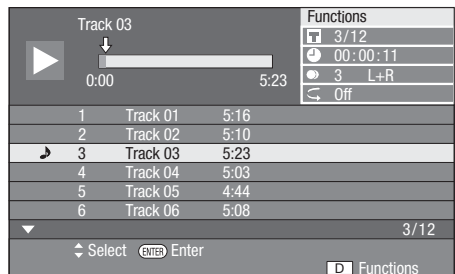 Track 03
0:00 5:23
Functions
T 3/12
00:00:11
3 L+R
Off
1 Track 01 5:16
2 Track 02 5:10
3 Track 03 5:23
4 Track 04 5:03
5 Track 05 4:44
6 Track 06 5:08
3/12
Select ENTER Enter
D Functions